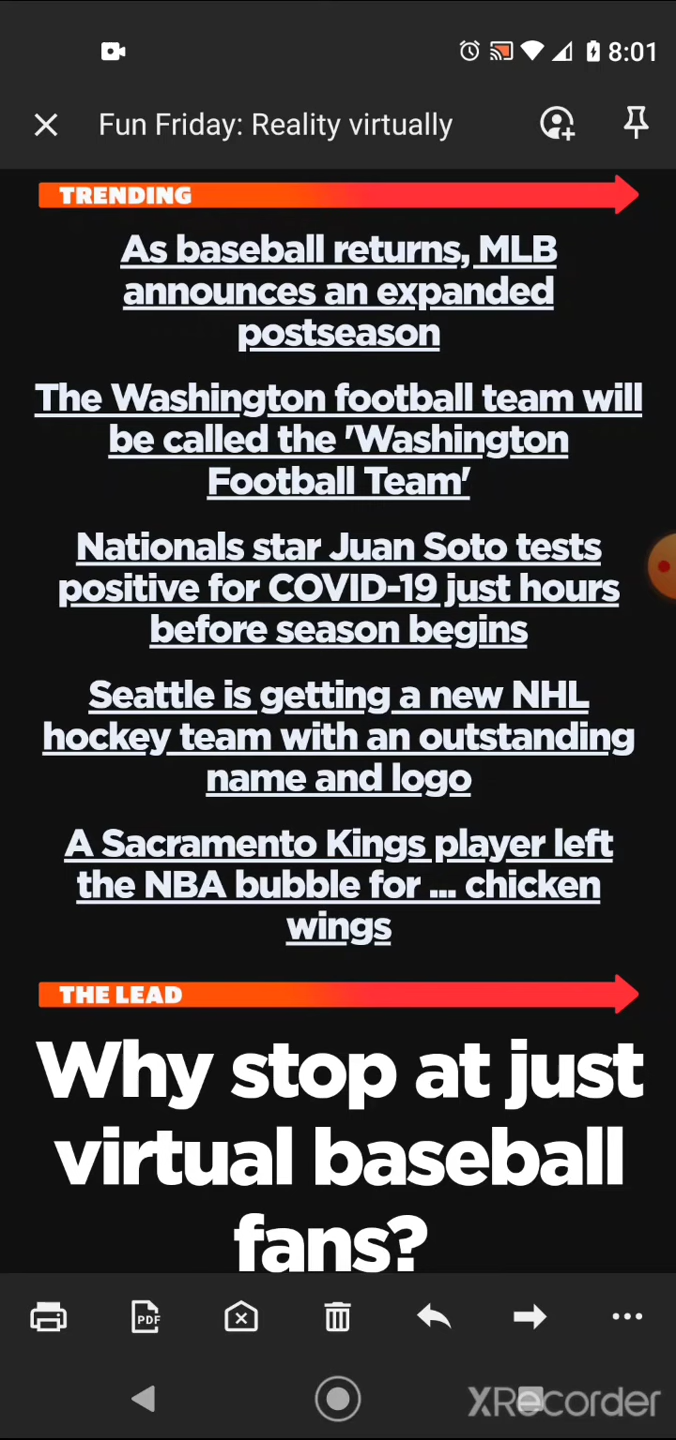 8:01
Fun Friday: Reality virtually
TRENDING
As baseball returns, MLB
announces an expanded
postseason
The Washington football team will
be called the 'Washington
Football Team'
Nationals star Juan Soto tests
positive for COVID-19 just hours
before season begins
Seattle is getting a new NHL
hockey team with an outstanding
name and logo
A Sacramento Kings player left
the NBA bubble for ... chicken
wings
THE LEAD
Why stop at just
virtual baseball
fans?
PDF
XRecorder